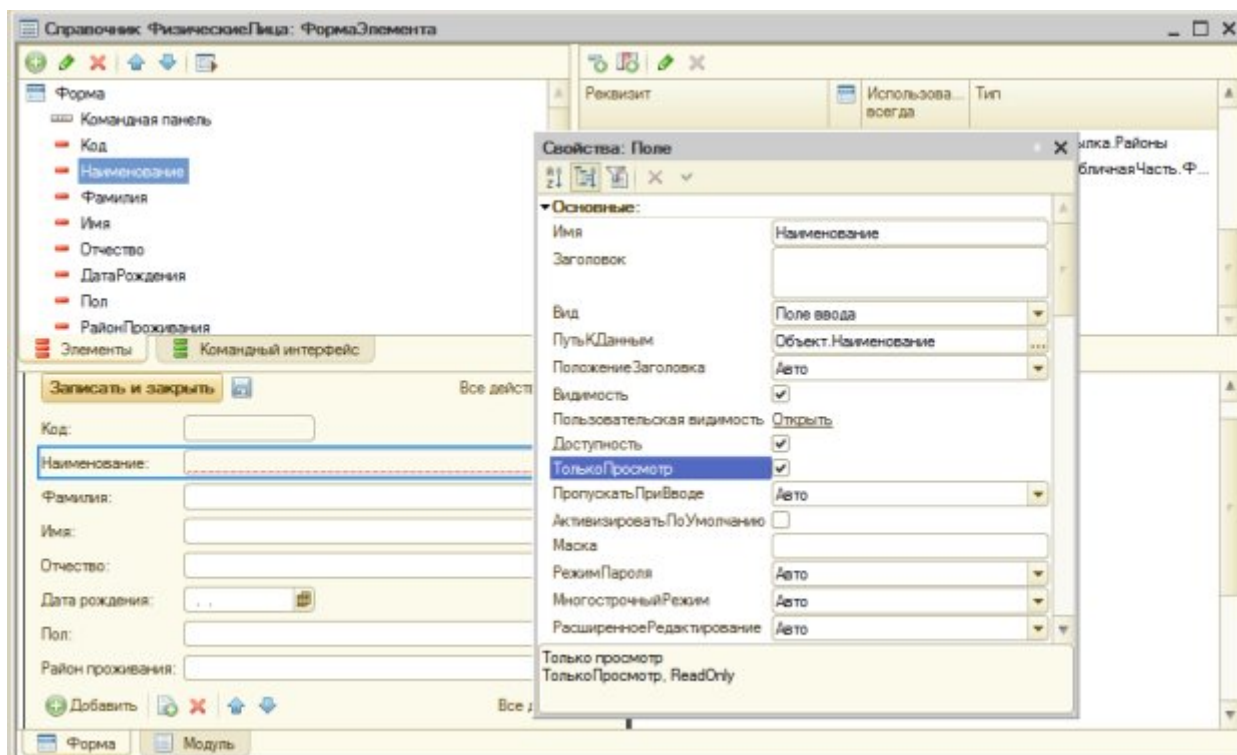 Справочник ФизическиеЛица: ФормаЭлемента
Форма
Командная панель
Код
Наименование
Фамилия
Имя
Отчество
ДатаРождения
Пол
РайонПроживания
Элементы
Командный интерфейс
Реквизит
Использова... всегда
Тип
ылка.Районы
бличнаяЧасть.Ф...
Записать и закрыть
Все действ
Код:
Наименование:
Фамилия:
Имя:
Отчество:
Дата рождения: . .
Пол:
Район проживания:
Добавить
Все д
Форма
Модуль
Свойства: Поле
Основные:
Имя Наименование
Заголовок
Вид Поле ввода
ПутьКДанным Объект.Наименование ...
ПоложениеЗаголовка Авто
Видимость
Пользовательская видимость Открыть
Доступность
ТолькоПросмотр
ПропускатьПриВводе Авто
АктивизироватьПоУмолчанию
Маска
РежимПароля Авто
МногострочныйРежим Авто
РасширенноеРедактирование Авто
Только просмотр
ТолькоПросмотр, ReadOnly